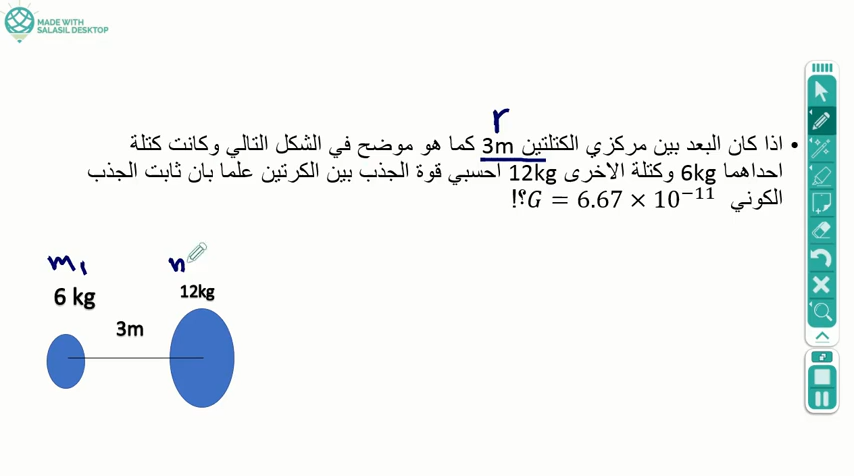 MADE WITH
SALASIL DESKTOP
r
• اذا كان البعد بين مركزي الكتلتين 3m كما هو موضح في الشكل التالي وكانت كتلة
احداهما 6kg وكتلة الاخرى 12kg احسبي قوة الجذب بين الكرتين علما بان ثابت الجذب
الكوني G = 6.67 × 10⁻¹¹ ؟!
m₁
6 kg
12kg
3m